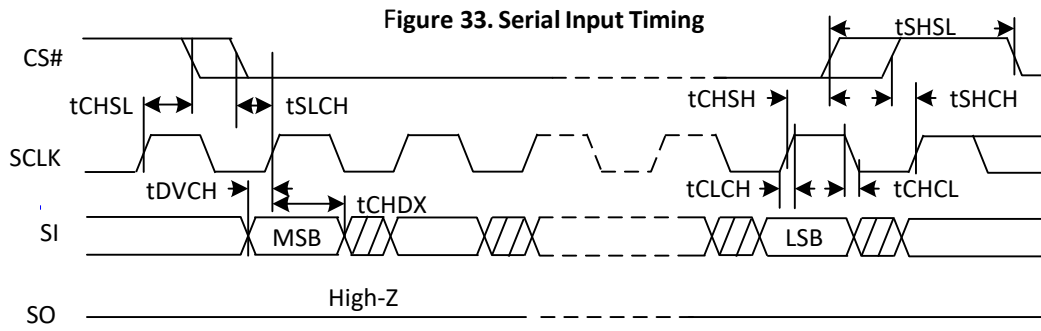 Figure 33. Serial Input Timing
tSHSL
CS#
tCHSL
tSLCH
tCHSH
tSHCH
SCLK
tDVCH
tCHDX
tCLCH
tCHCL
SI
MSB
LSB
High-Z
SO